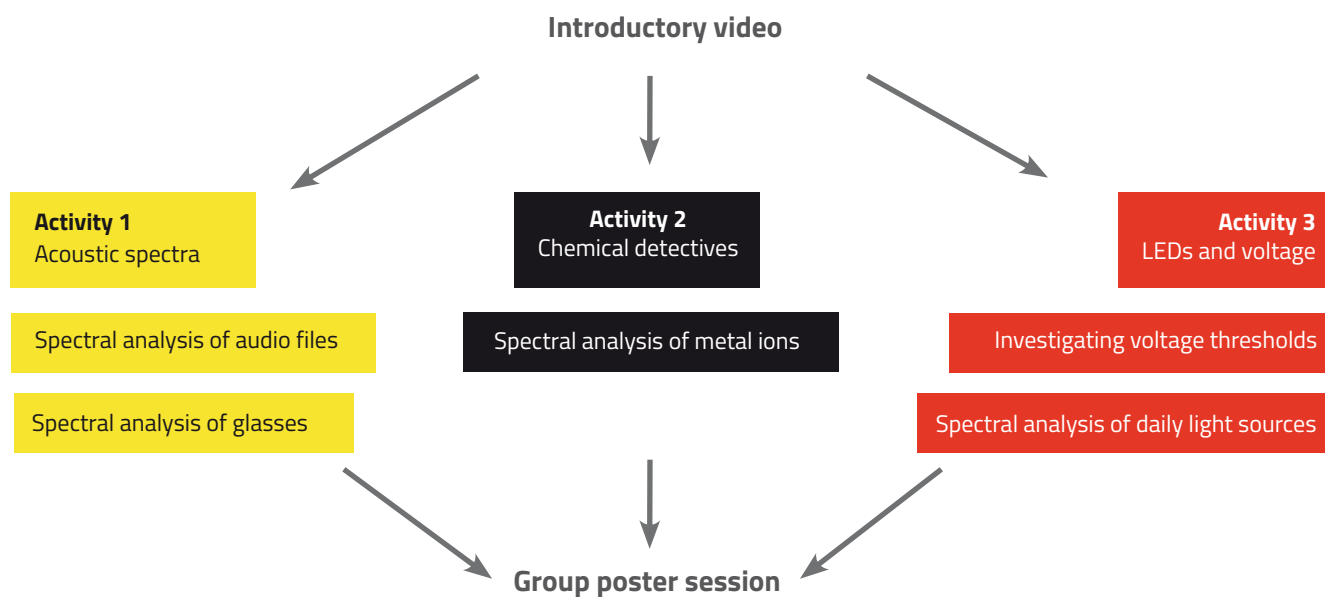 Introductory video
Activity 1
Acoustic spectra
Activity 2
Chemical detectives
Activity 3
LEDs and voltage
Spectral analysis of audio files
Spectral analysis of metal ions
Investigating voltage thresholds
Spectral analysis of glasses
Spectral analysis of daily light sources
Group poster session